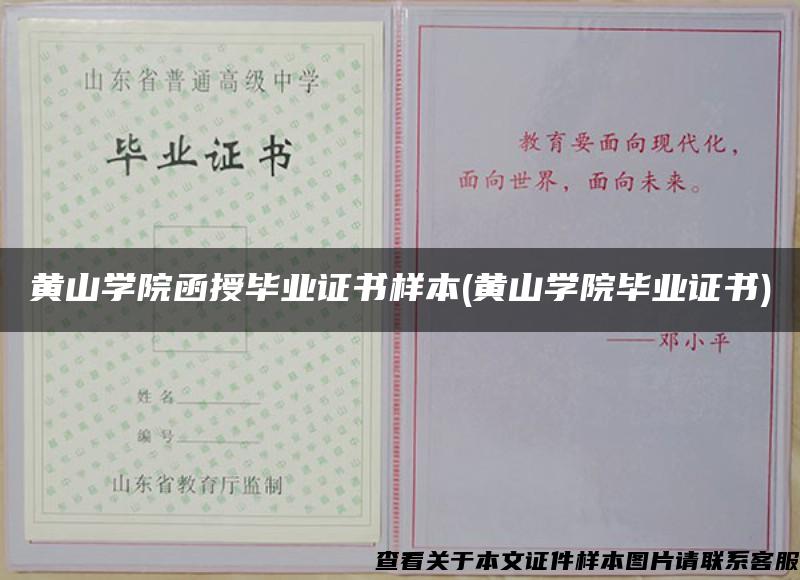 山东省普通高级中学
毕业证书
教育要面向现代化，
面向世界，面向未来。
黄山学院函授毕业证书样本(黄山学院毕业证书)
——邓小平
姓名
编号
山东省教育厅监制
查看关于本文证件样本图片请联系客服